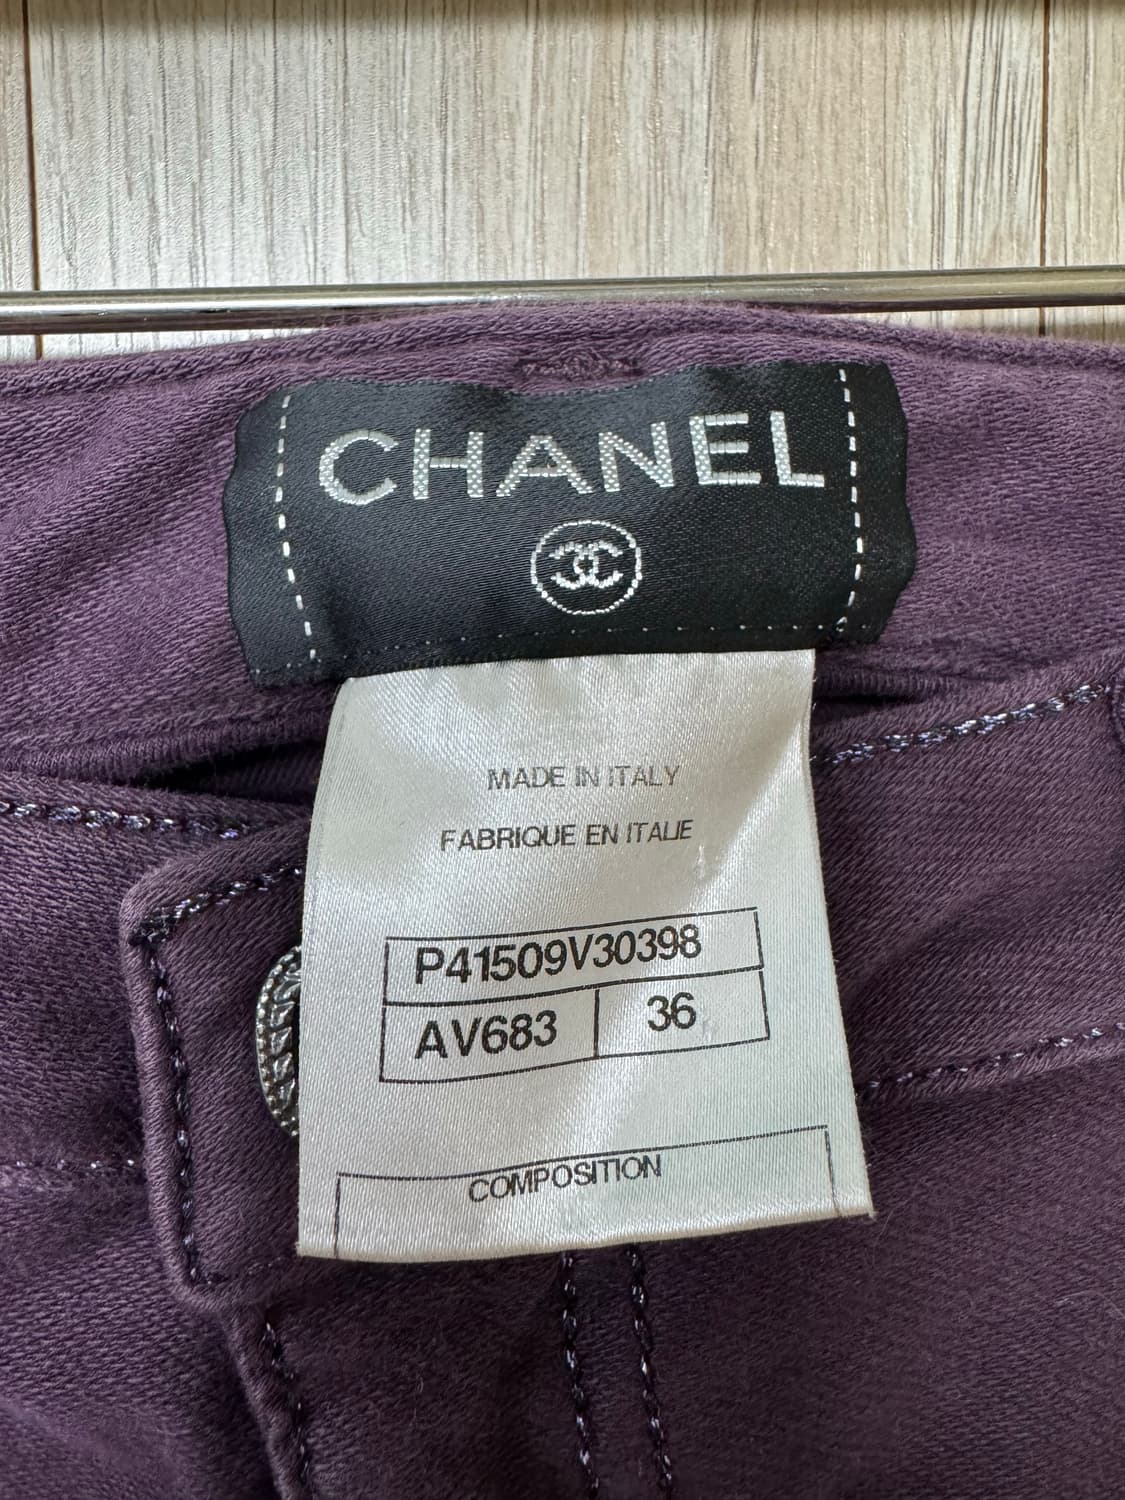 CHANEL
MADE IN ITALY
FABRIQUE EN ITALIE
P41509V30398
AV683 36
COMPOSITION